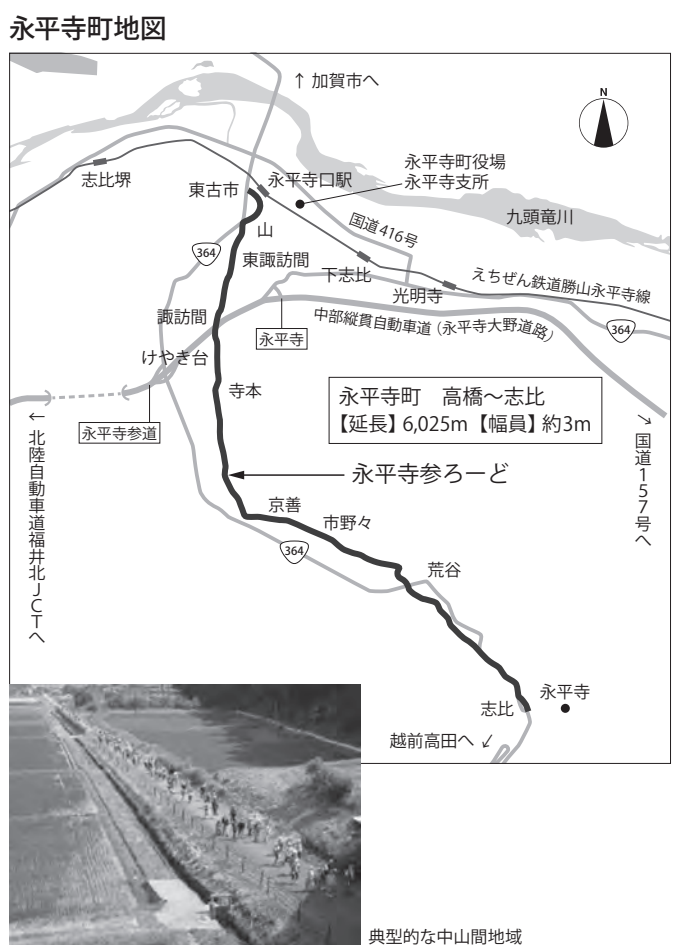 永平寺町地図
↑ 加賀市へ
N
志比堺
永平寺口駅
永平寺町役場
永平寺支所
東古市
九頭竜川
山
国道416号
364
東諏訪間
下志比
えちぜん鉄道勝山永平寺線
光明寺
諏訪間
永平寺
中部縦貫自動車道（永平寺大野道路）
364
けやき台
寺本
永平寺町　高橋〜志比
【延長】6,025m【幅員】約3m
永平寺参道
←北陸自動車道福井北JCTへ
→国道157号へ
永平寺参ろーど
京善
市野々
364
荒谷
志比
永平寺
越前高田へ ↙
典型的な中山間地域